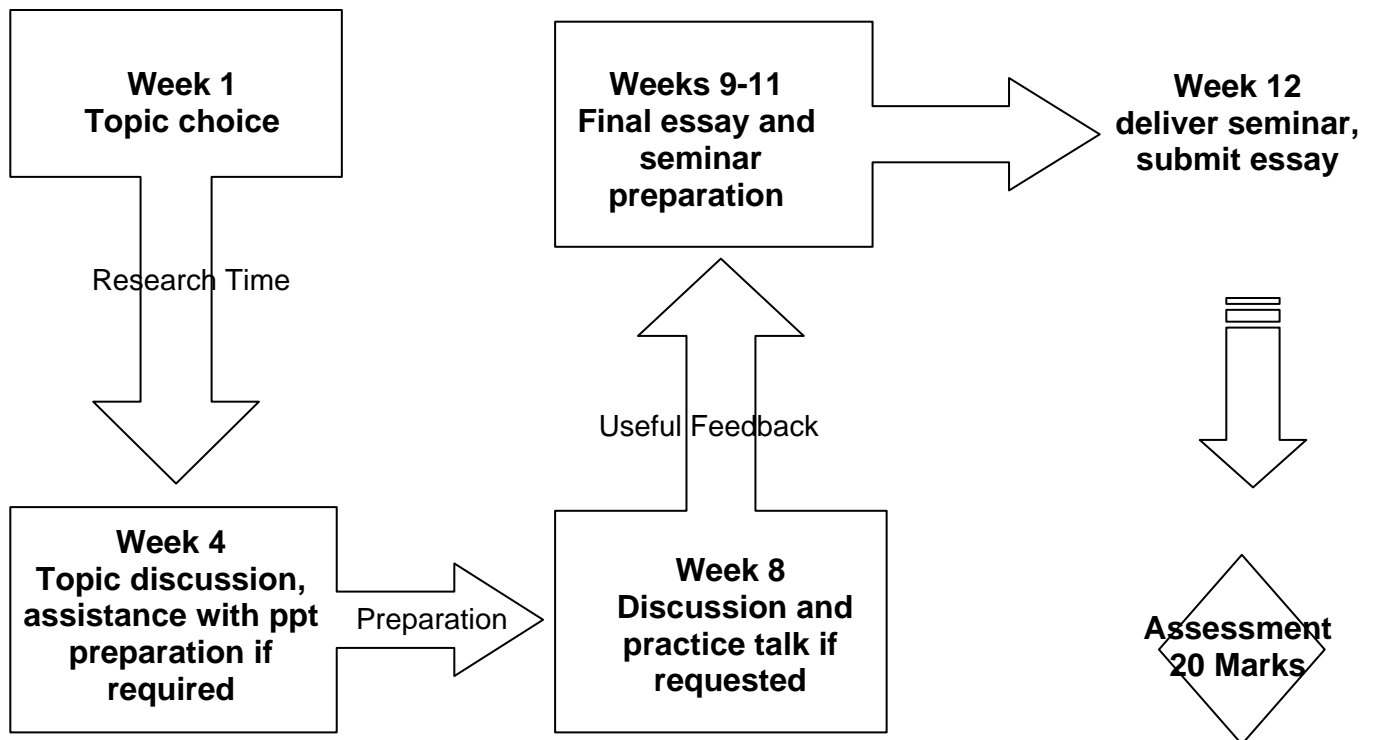 Week 1
Topic choice
Research Time
Week 4
Topic discussion,
assistance with ppt
preparation if
required
Preparation
Week 8
Discussion and
practice talk if
requested
Useful Feedback
Weeks 9-11
Final essay and
seminar
preparation
Week 12
deliver seminar,
submit essay
Assessment
20 Marks